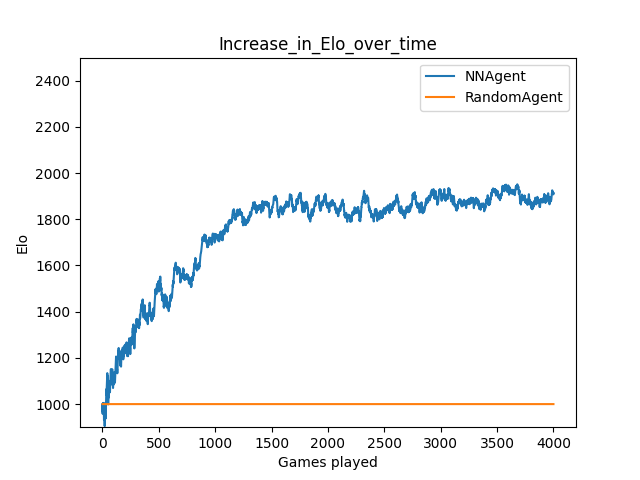 Increase_in_Elo_over_time
NNAgent
RandomAgent
2400
2200
2000
1800
1600
1400
1200
1000
Elo
0 500 1000 1500 2000 2500 3000 3500 4000
Games played